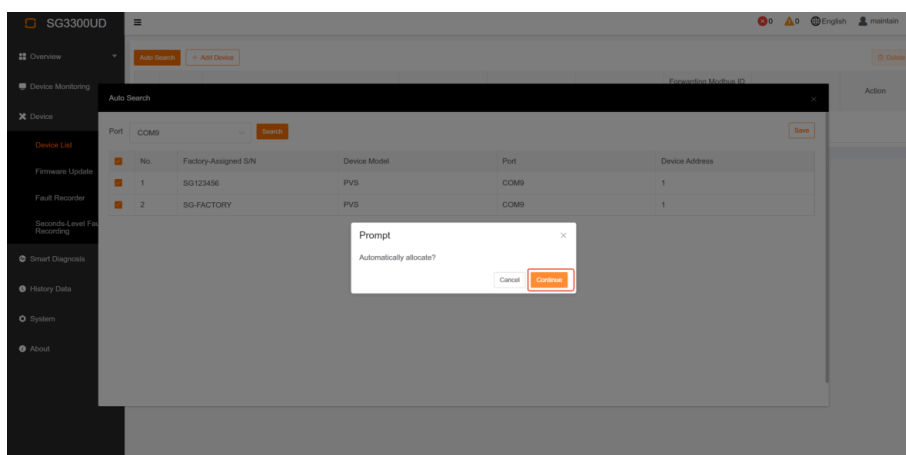 SG3300UD
0 0 English maintain
Overview
Auto Search + Add Device Delete
Forwarding Modbus ID
Action
Device Monitoring
Auto Search
Device
Port COM9 Search Save
Device List
No. Factory-Assigned S/N Device Model Port Device Address
1 SG123456 PVS COM9 1
2 SG-FACTORY PVS COM9 1
Firmware Update
Fault Recorder
Seconds-Level Fau
Recording
Prompt
Automatically allocate?
Cancel Continue
Smart Diagnosis
History Data
System
About